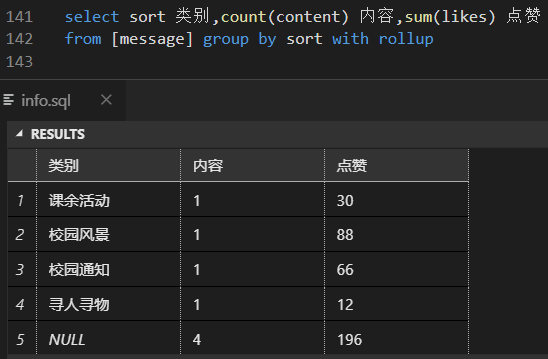 141 select sort 类别,count(content) 内容,sum(likes) 点赞
142 from [message] group by sort with rollup
143
info.sql
RESULTS
类别 内容 点赞
1 课余活动 1 30
2 校园风景 1 88
3 校园通知 1 66
4 寻人寻物 1 12
5 NULL 4 196